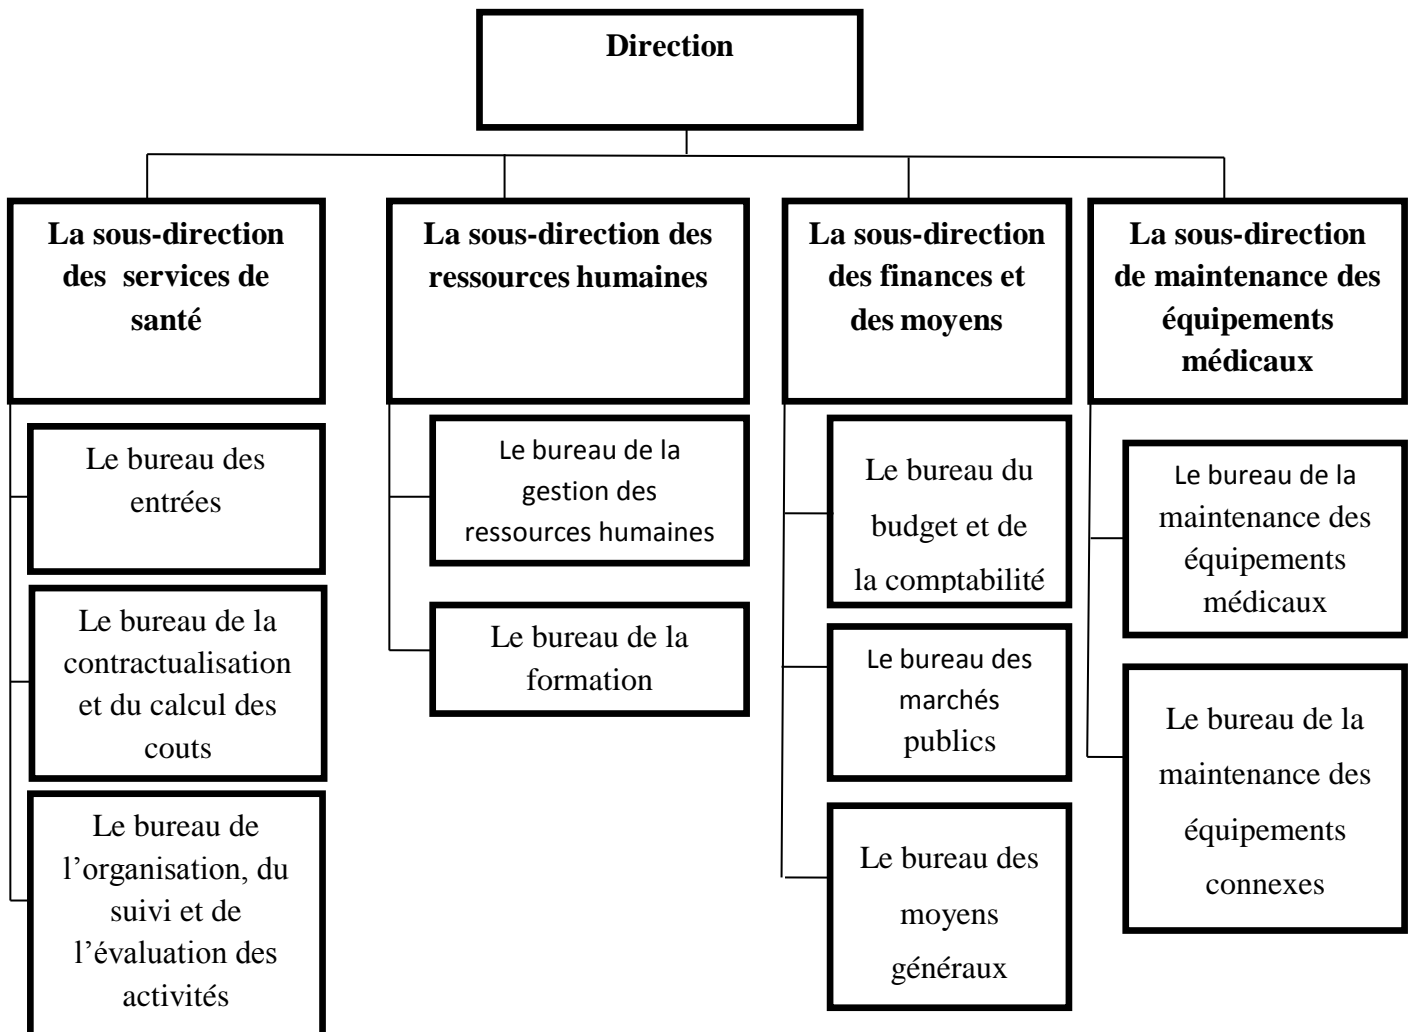 Direction
La sous-direction
des services de
santé
La sous-direction des
ressources humaines
La sous-direction
des finances et
des moyens
La sous-direction
de maintenance des
équipements
médicaux
Le bureau des
entrées
Le bureau de la
contractualisation
et du calcul des
couts
Le bureau de
l’organisation, du
suivi et de
l’évaluation des
activités
Le bureau de la
gestion des
ressources humaines
Le bureau de la
formation
Le bureau du
budget et de
la comptabilité
Le bureau des
marchés
publics
Le bureau des
moyens
généraux
Le bureau de la
maintenance des
équipements
médicaux
Le bureau de la
maintenance des
équipements
connexes